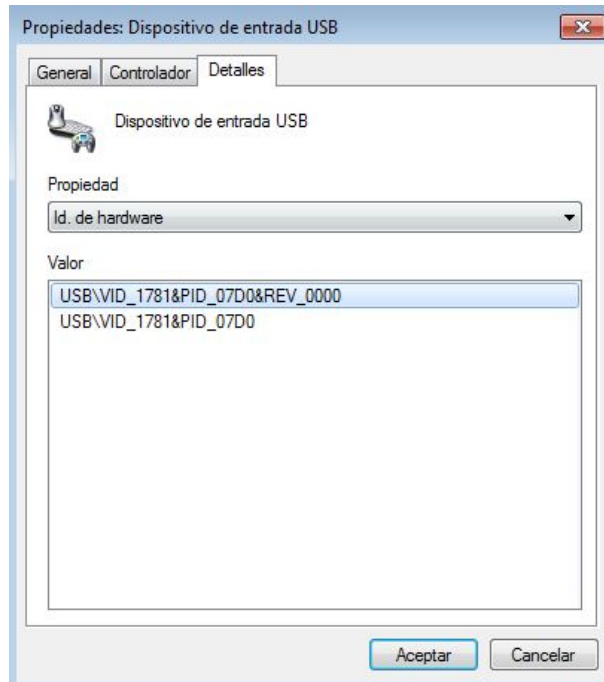 Propiedades: Dispositivo de entrada USB
General Controlador Detalles
Dispositivo de entrada USB
Propiedad
Id. de hardware
Valor
USB\VID_1781&PID_07D0&REV_0000
USB\VID_1781&PID_07D0
Aceptar Cancelar